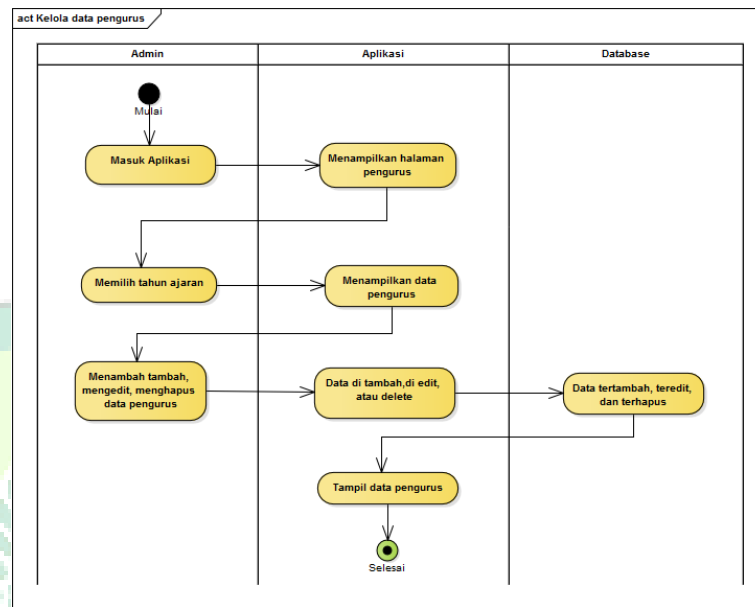 act Kelola data pengurus
Admin
Aplikasi
Database
Mulai
Masuk Aplikasi
Menampilkan halaman
pengurus
Memilih tahun ajaran
Menampilkan data
pengurus
Menambah tambah,
mengedit, menghapus
data pengurus
Data di tambah,di edit,
atau delete
Data tertambah, teredit,
dan terhapus
Tampil data pengurus
Selesai